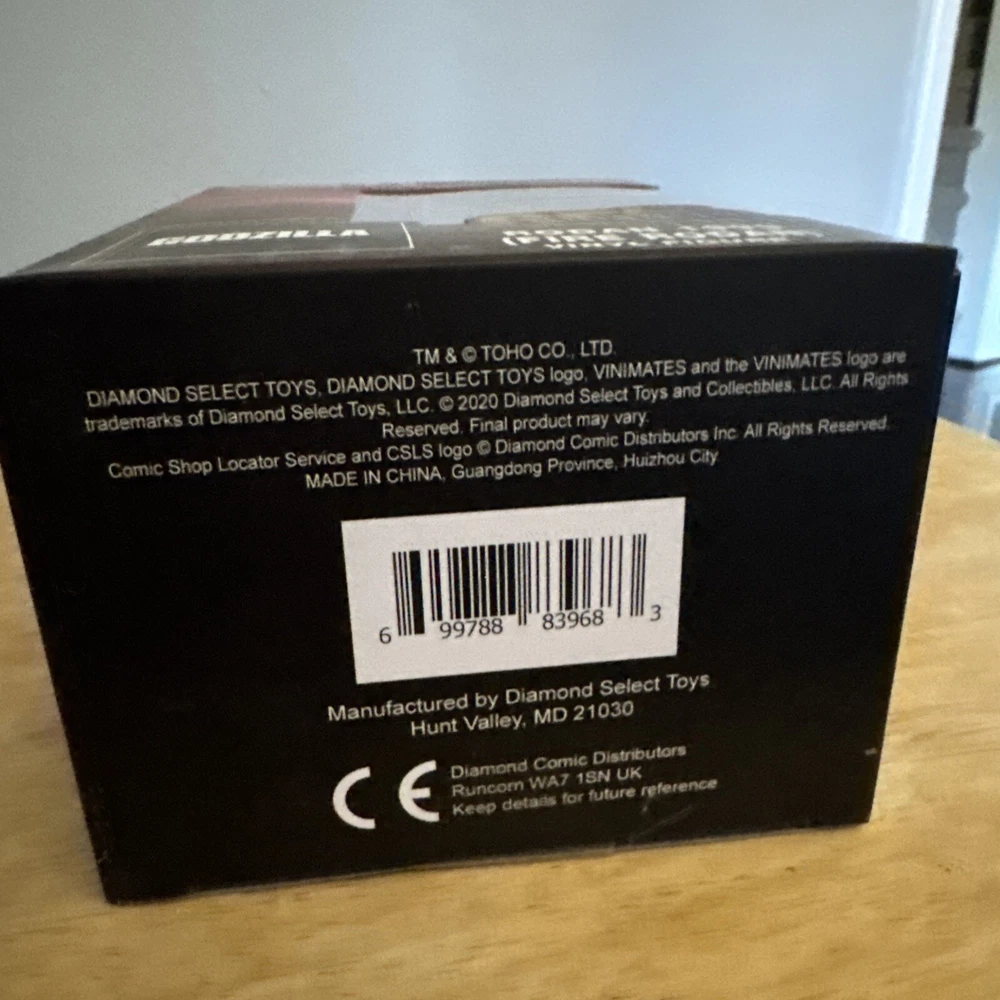 GODZILLA
TM & © TOHO CO., LTD.
DIAMOND SELECT TOYS, DIAMOND SELECT TOYS logo, VINIMATES and the VINIMATES logo are
trademarks of Diamond Select Toys, LLC. © 2020 Diamond Select Toys and Collectibles, LLC. All Rights
Reserved. Final product may vary.
Comic Shop Locator Service and CSLS logo © Diamond Comic Distributors Inc. All Rights Reserved.
MADE IN CHINA, Guangdong Province, Huizhou City
6 99788 83968 3
Manufactured by Diamond Select Toys
Hunt Valley, MD 21030
CE
Diamond Comic Distributors
Runcorn WA7 1SN UK
Keep details for future reference